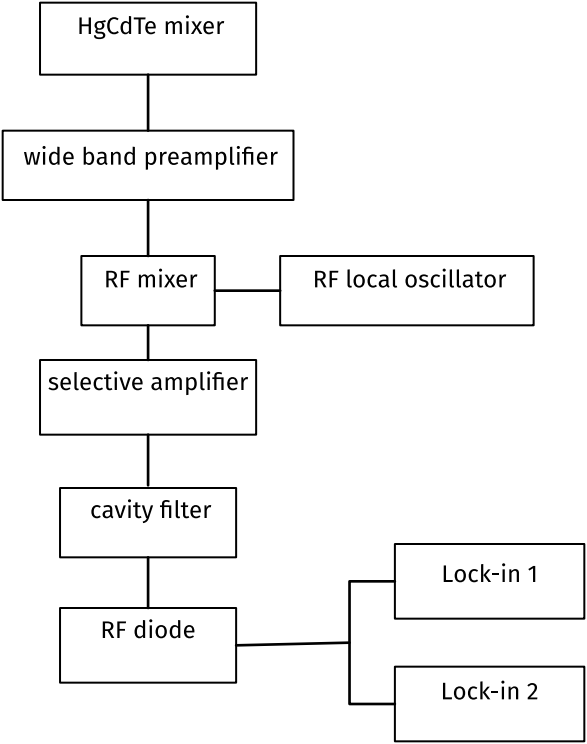 HgCdTe mixer
wide band preamplifier
RF mixer
RF local oscillator
selective amplifier
cavity filter
Lock-in 1
RF diode
Lock-in 2